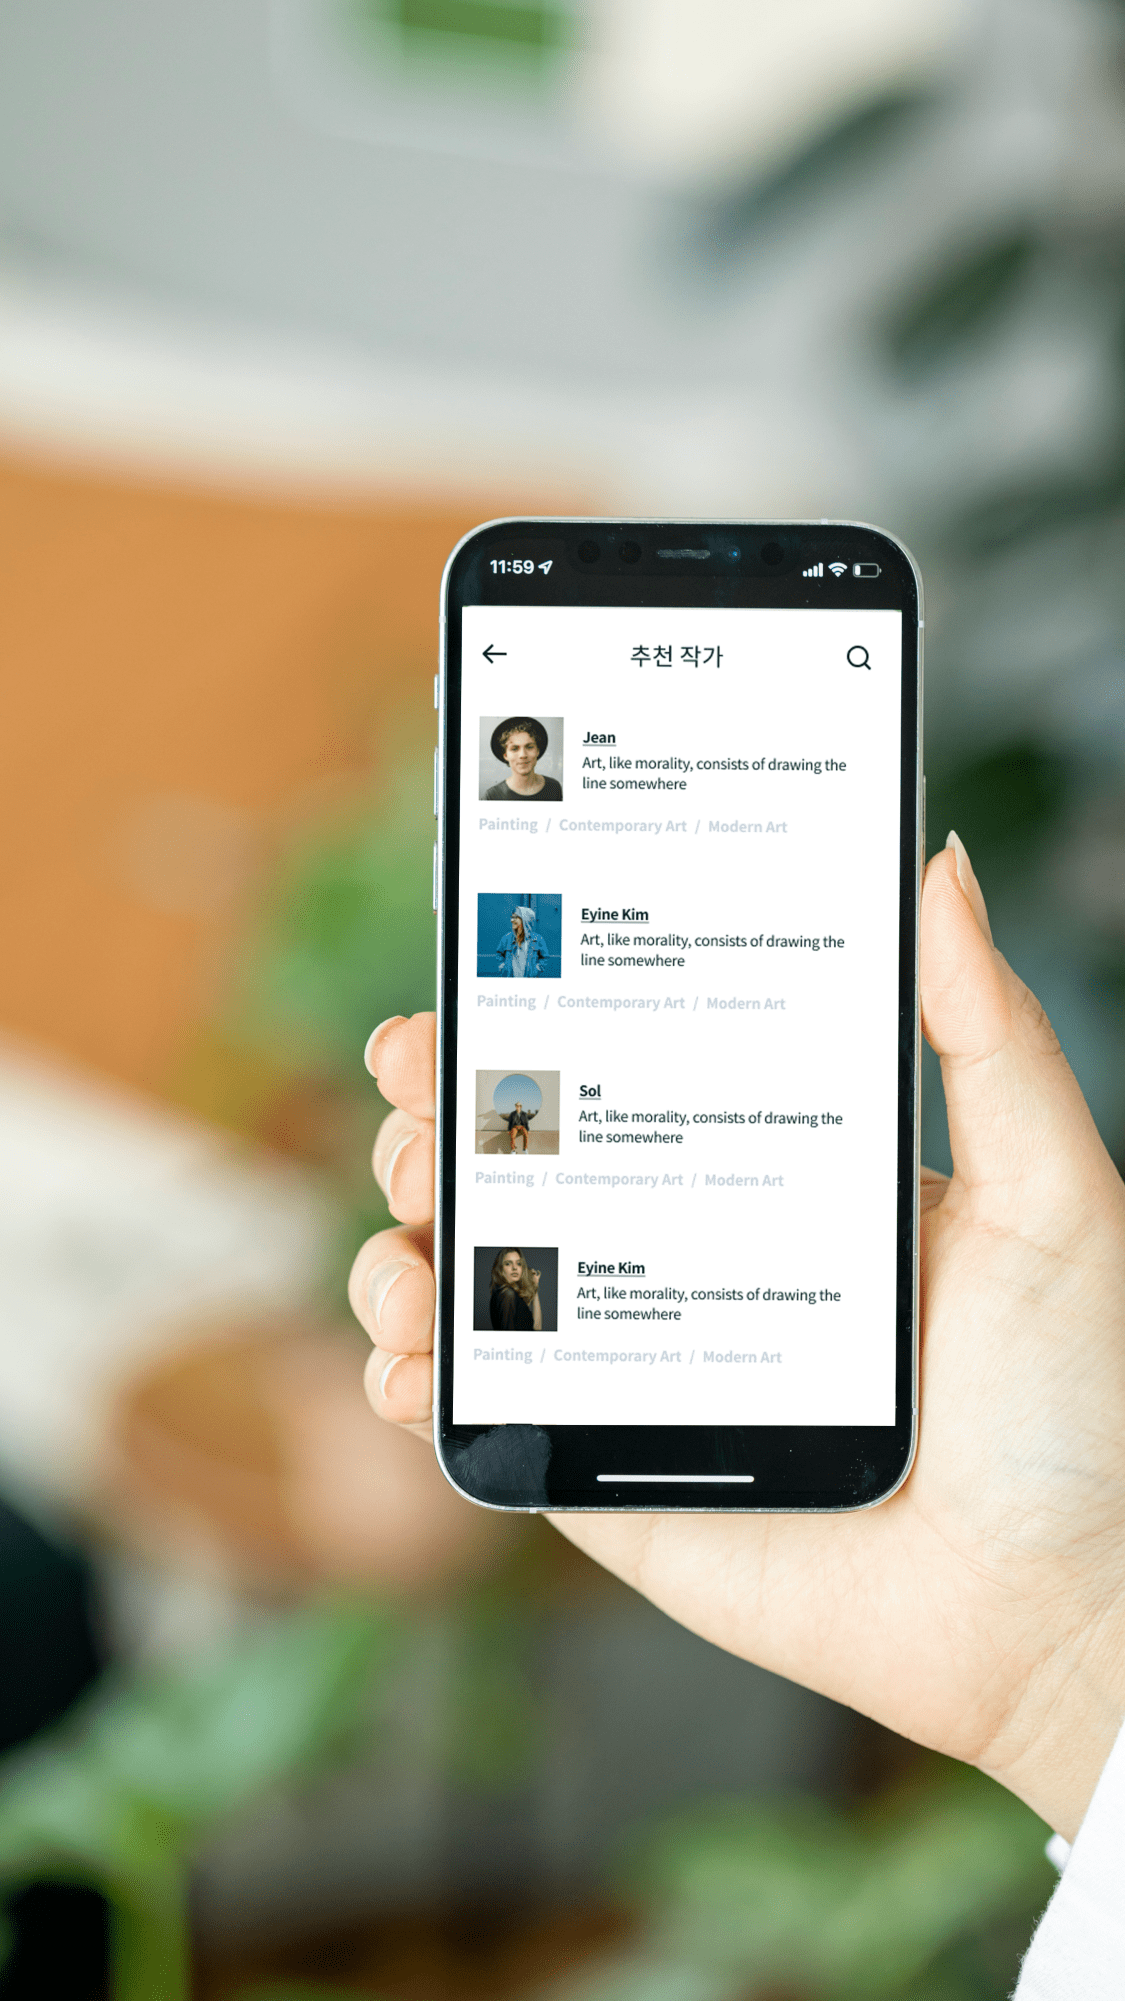 11:59
추천 작가
Jean
Art, like morality, consists of drawing the
line somewhere
Painting / Contemporary Art / Modern Art
Eyine Kim
Art, like morality, consists of drawing the
line somewhere
Painting / Contemporary Art / Modern Art
Sol
Art, like morality, consists of drawing the
line somewhere
Painting / Contemporary Art / Modern Art
Eyine Kim
Art, like morality, consists of drawing the
line somewhere
Painting / Contemporary Art / Modern Art